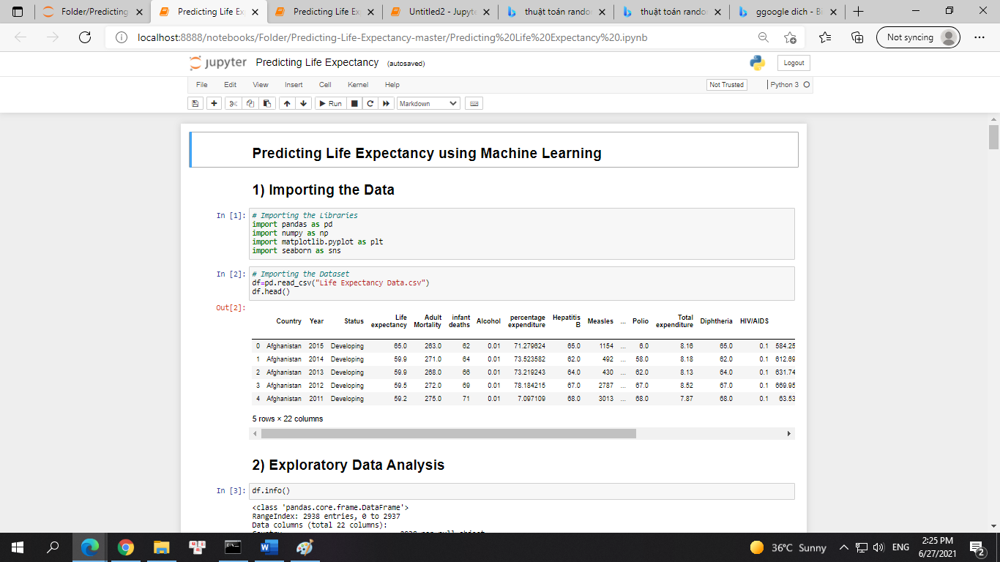 Folder/Predicting
Predicting Life Ex
Predicting Life Ex
Untitled2 - Jupyte
thuật toán rando
thuật toán rando
ggoogle dich - Bi
localhost:8888/notebooks/Folder/Predicting-Life-Expectancy-master/Predicting%20Life%20Expectancy%20.ipynb
Not syncing
jupyter Predicting Life Expectancy (autosaved)
Logout
File Edit View Insert Cell Kernel Help
Not Trusted
Python 3
Run
Markdown
Predicting Life Expectancy using Machine Learning
1) Importing the Data
In [1]: # Importing the Libraries
import pandas as pd
import numpy as np
import matplotlib.pyplot as plt
import seaborn as sns
In [2]: # Importing the Dataset
df=pd.read_csv("Life Expectancy Data.csv")
df.head()
Out[2]:
Country Year Status Life expectancy Adult Mortality infant deaths Alcohol percentage expenditure Hepatitis B Measles ... Polio Total expenditure Diphtheria HIV/AIDS
0 Afghanistan 2015 Developing 65.0 263.0 62 0.01 71.279624 65.0 1154 ... 6.0 8.16 65.0 0.1 584.25
1 Afghanistan 2014 Developing 59.9 271.0 64 0.01 73.523582 62.0 492 ... 58.0 8.18 62.0 0.1 612.69
2 Afghanistan 2013 Developing 59.9 268.0 66 0.01 73.219243 64.0 430 ... 62.0 8.13 64.0 0.1 631.74
3 Afghanistan 2012 Developing 59.5 272.0 69 0.01 78.184215 67.0 2787 ... 67.0 8.52 67.0 0.1 669.95
4 Afghanistan 2011 Developing 59.2 275.0 71 0.01 7.097109 68.0 3013 ... 68.0 7.87 68.0 0.1 63.53
5 rows × 22 columns
2) Exploratory Data Analysis
In [3]: df.info()
<class 'pandas.core.frame.DataFrame'>
RangeIndex: 2938 entries, 0 to 2937
Data columns (total 22 columns):
36°C Sunny
ENG
2:25 PM
6/27/2021
2